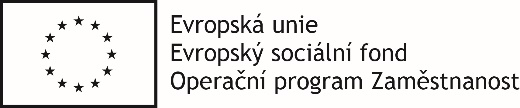 Evropská unie
Evropský sociální fond
Operační program Zaměstnanost